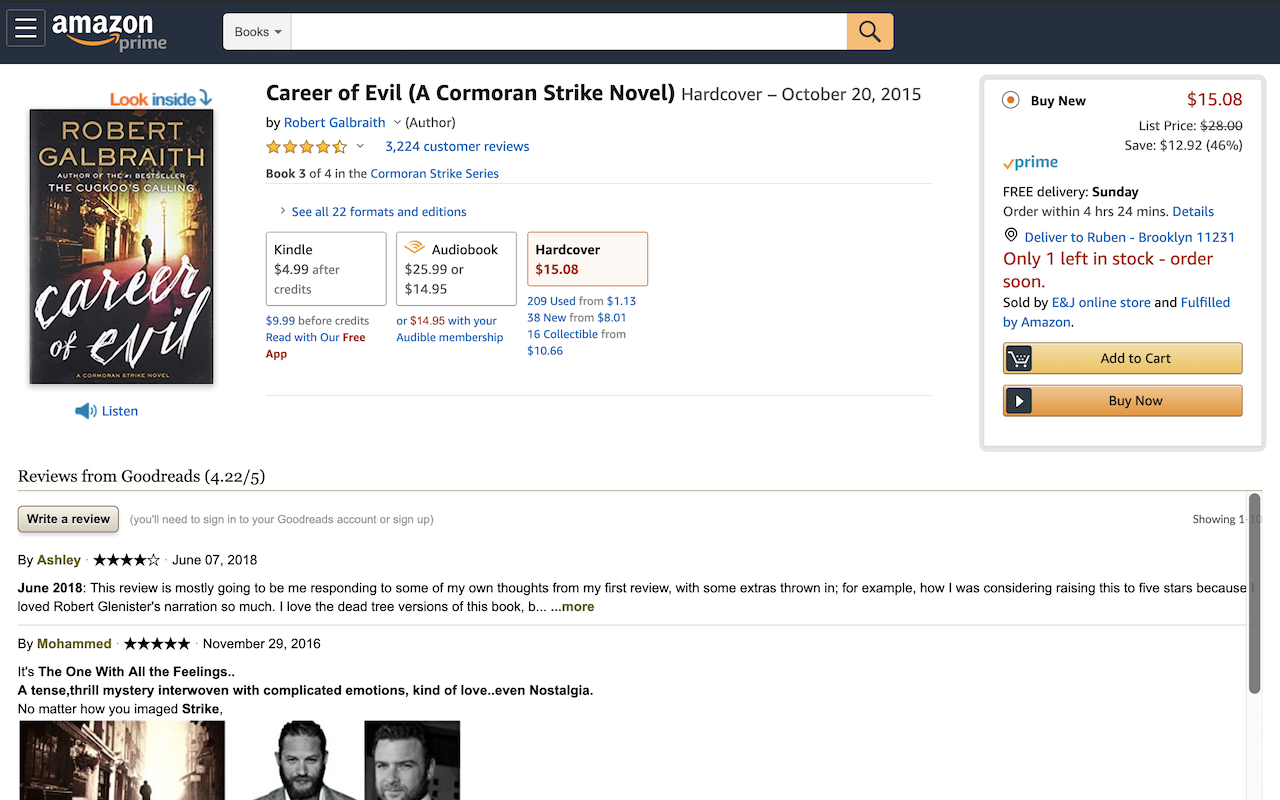 amazon
prime
Books
Look inside
ROBERT
GALBRAITH
AUTHOR OF THE #1 BESTSELLER
THE CUCKOO'S CALLING
career
of evil
A CORMORAN STRIKE NOVEL
Listen
Career of Evil (A Cormoran Strike Novel) Hardcover – October 20, 2015
by Robert Galbraith (Author)
3,224 customer reviews
Book 3 of 4 in the Cormoran Strike Series
See all 22 formats and editions
Kindle
$4.99 after
credits
$9.99 before credits
Read with Our Free
App
Audiobook
$25.99 or
$14.95
or $14.95 with your
Audible membership
Hardcover
$15.08
209 Used from $1.13
38 New from $8.01
16 Collectible from
$10.66
Buy New $15.08
List Price: $28.00
Save: $12.92 (46%)
prime
FREE delivery: Sunday
Order within 4 hrs 24 mins. Details
Deliver to Ruben - Brooklyn 11231
Only 1 left in stock - order
soon.
Sold by E&J online store and Fulfilled
by Amazon.
Add to Cart
Buy Now
Reviews from Goodreads (4.22/5)
Write a review (you'll need to sign in to your Goodreads account or sign up) Showing 1-10
By Ashley · ★★★★☆ · June 07, 2018
June 2018: This review is mostly going to be me responding to some of my own thoughts from my first review, with some extras thrown in; for example, how I was considering raising this to five stars because I
loved Robert Glenister's narration so much. I love the dead tree versions of this book, b... ...more
By Mohammed · ★★★★★ · November 29, 2016
It's The One With All the Feelings..
A tense,thrill mystery interwoven with complicated emotions, kind of love..even Nostalgia.
No matter how you imaged Strike,